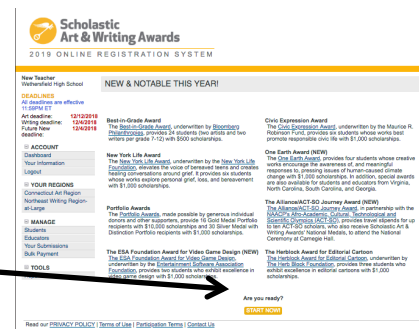 Scholastic
Art & Writing Awards
2019 ONLINE REGISTRATION SYSTEM
New Teacher
Wethersfield High School
NEW & NOTABLE THIS YEAR!
DEADLINES
All deadlines are effective
11:59PM ET
Art deadline: 12/12/2018
Writing deadline: 12/6/2018
Future New 12/6/2018
deadline:
ACCOUNT
Dashboard
Your Information
Logout
YOUR REGIONS
Connecticut Art Region
Northeast Writing Region-
at-Large
MANAGE
Students
Educators
Your Submissions
Bulk Payment
TOOLS
Best-in-Grade Award
The Best-in-Grade Award, underwritten by Bloomberg
Philanthropies, provides 24 students (two artists and two
writers per grade 7-12) with $500 scholarships.
New York Life Award
The New York Life Award, underwritten by the New York Life
Foundation, elevates the voice of bereaved teens and creates
healing conversations around grief. It provides six students
whose works explore personal grief, loss, and bereavement
with $1,000 scholarships.
Portfolio Awards
The Portfolio Awards, made possible by generous individual
donors and other supporters, provide 16 Gold Medal Portfolio
recipients with $10,000 scholarships and 30 Silver Medal with
Distinction Portfolio recipients with $1,000 scholarships.
The ESA Foundation Award for Video Game Design (NEW)
The ESA Foundation Award for Video Game Design,
underwritten by the Entertainment Software Association
Foundation, provides two students who exhibit excellence in
video game design with $1,000 scholarships.
Civic Expression Award
The Civic Expression Award, underwritten by the Maurice R.
Robinson Fund, provides six students whose works best
promote responsible civic life with $1,000 scholarships.
One Earth Award (NEW)
The One Earth Award, provides four students whose creative
works encourage the awareness of, and meaningful
responses to, pressing issues of human-caused climate
change with $1,000 scholarships. In addition, special awards
are also available for students and educators from Virginia,
North Carolina, South Carolina, and Georgia.
The Alliance/ACT-SO Journey Award (NEW)
The Alliance/ACT-SO Journey Award, in partnership with the
NAACP's Afro-Academic, Cultural, Technological and
Scientific Olympics (ACT-SO), provides travel stipends for up
to ten ACT-SO scholars, who also receive Scholastic Art &
Writing Awards' National Medals, to attend the National
Ceremony at Carnegie Hall.
The Herblock Award for Editorial Cartoon
The Herblock Award for Editorial Cartoon, underwritten by
The Herb Block Foundation, provides three students who
exhibit excellence in editorial cartoons with $1,000
scholarships.
Are you ready?
START NOW!
Read our PRIVACY POLICY | Terms of Use | Participation Terms | Contact Us